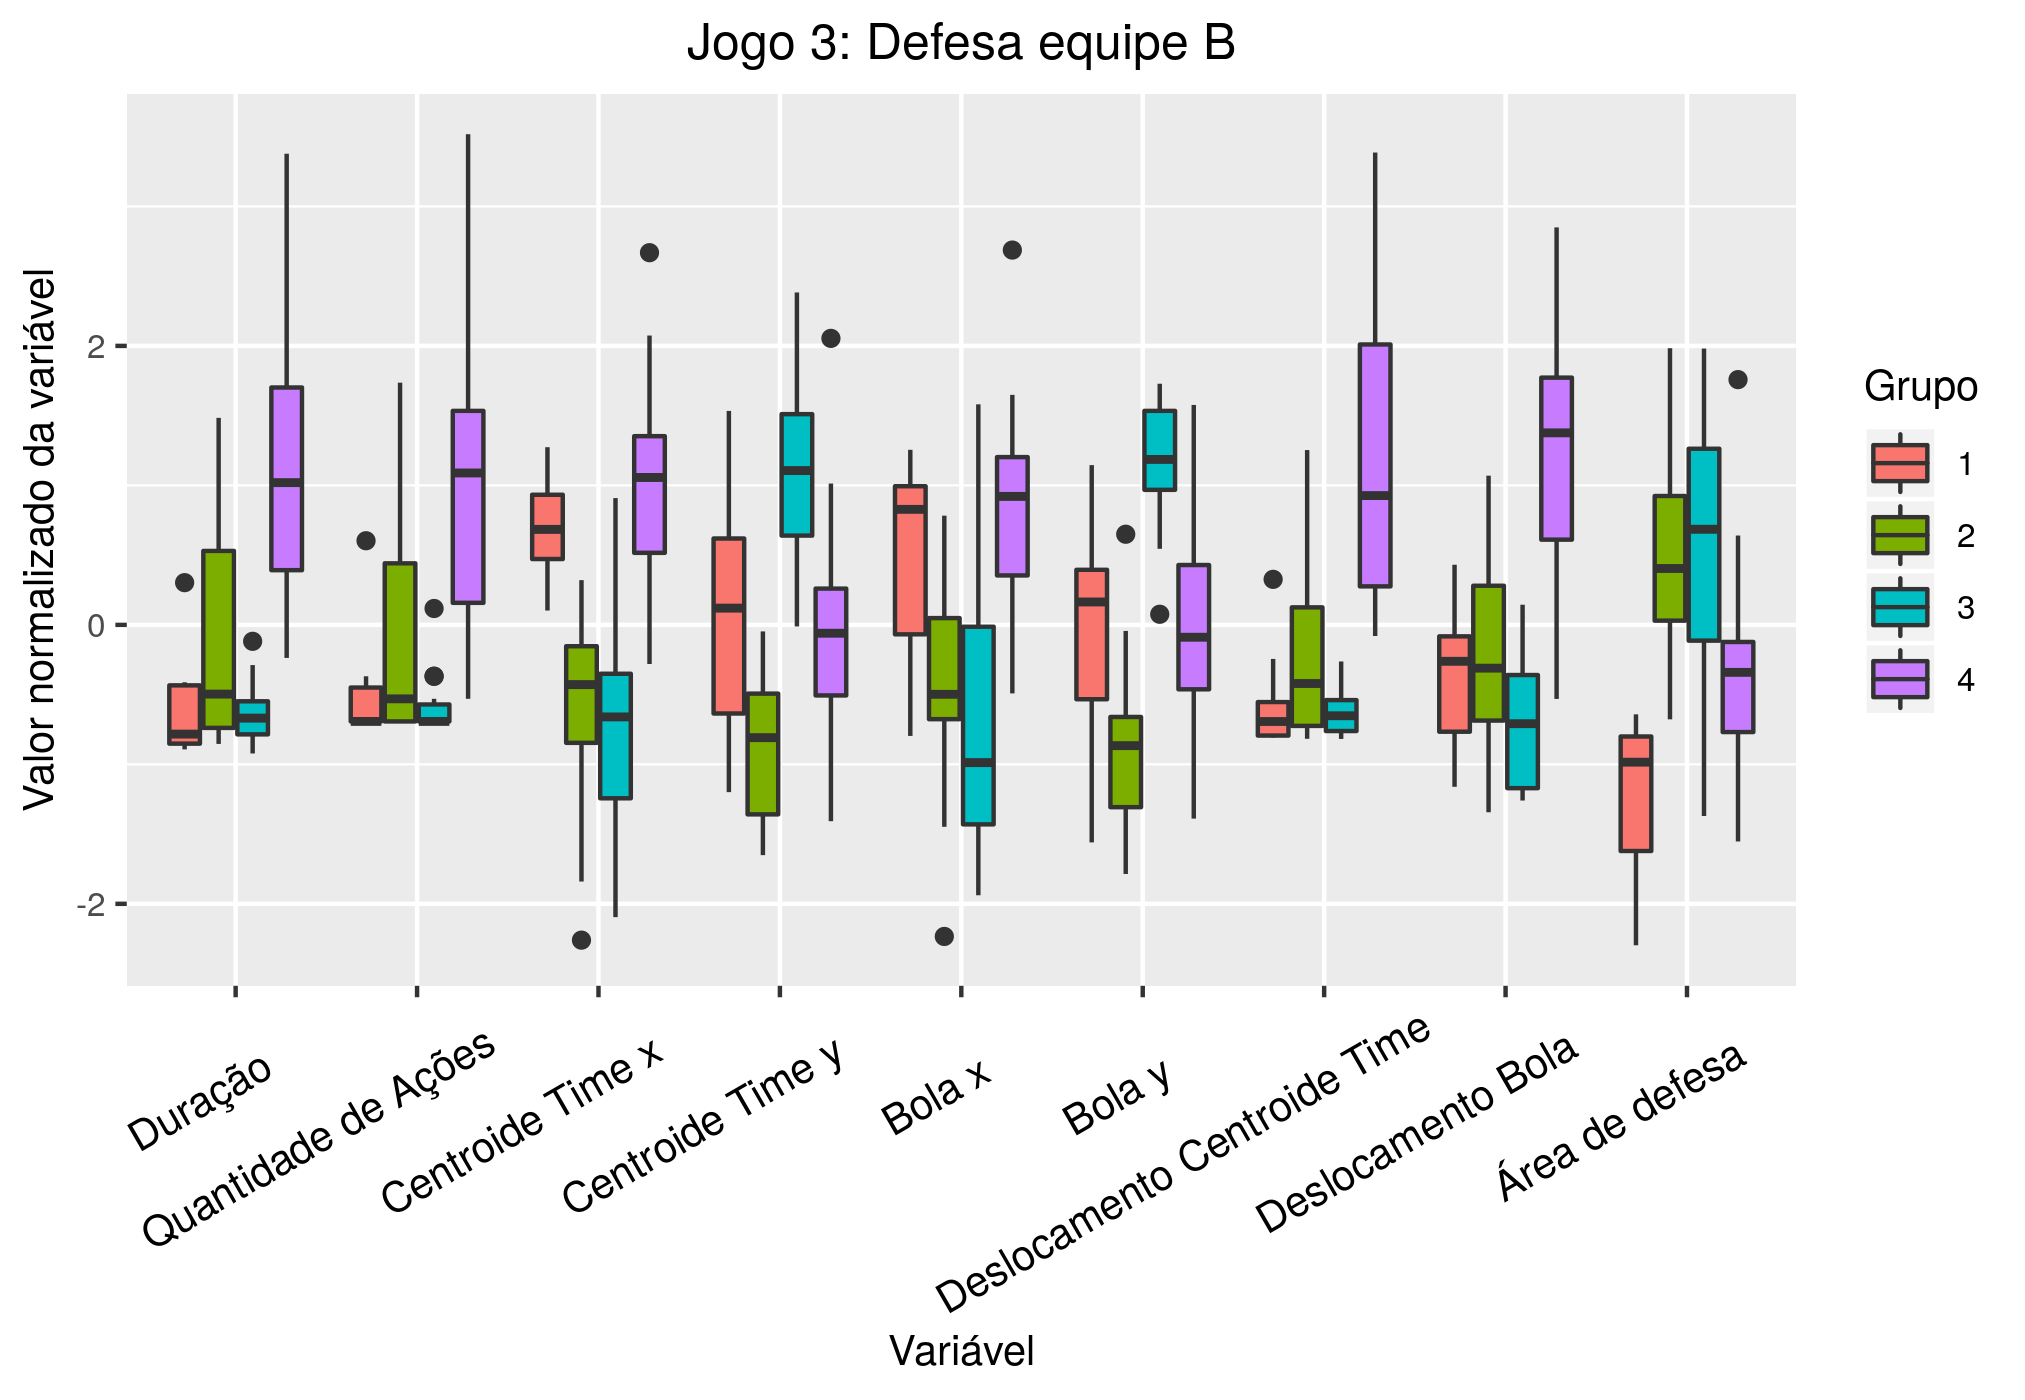 Jogo 3: Defesa equipe B
Valor normalizado da variável
2
0
-2
Duração
Quantidade de Ações
Centroide Time x
Centroide Time y
Bola x
Bola y
Deslocamento Centroide Time
Deslocamento Bola
Área de defesa
Variável
Grupo
1
2
3
4